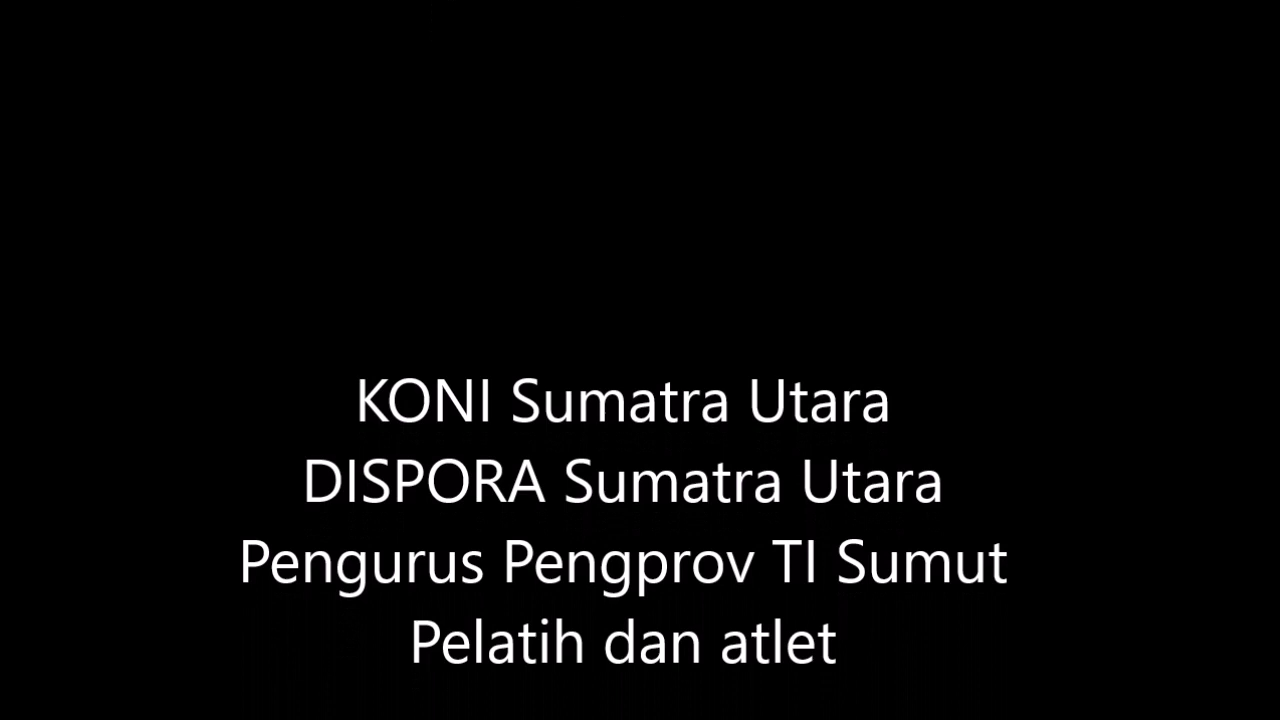 KONI Sumatra Utara
DISPORA Sumatra Utara
Pengurus Pengprov TI Sumut
Pelatih dan atlet